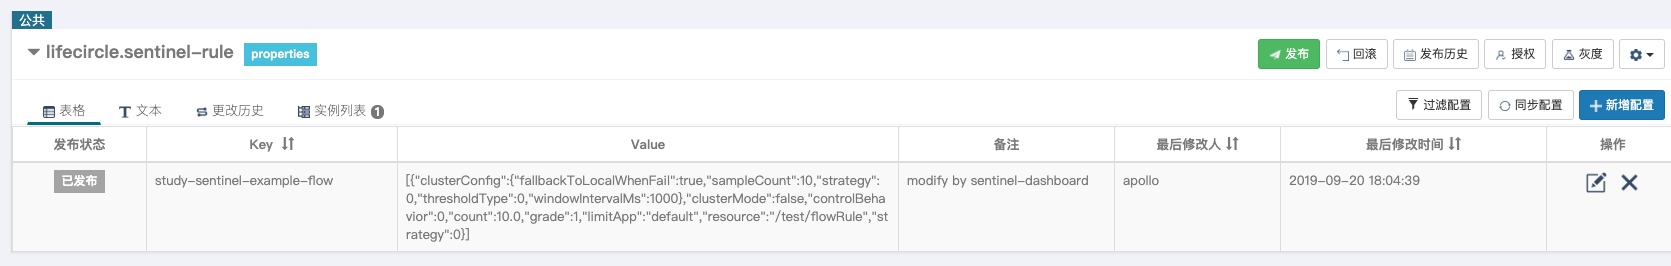 公共
lifecircle.sentinel-rule properties
发布 回滚 发布历史 授权 灰度
表格 文本 更改历史 实例列表 1
过滤配置 同步配置 新增配置
发布状态 Key Value 备注 最后修改人 最后修改时间 操作
已发布 study-sentinel-example-flow
[{"clusterConfig":{"fallbackToLocalWhenFail":true,"sampleCount":10,"strategy":
0,"thresholdType":0,"windowIntervalMs":1000},"clusterMode":false,"controlBeha
vior":0,"count":10.0,"grade":1,"limitApp":"default","resource":"/test/flowRule","st
rategy":0}]
modify by sentinel-dashboard
apollo
2019-09-20 18:04:39